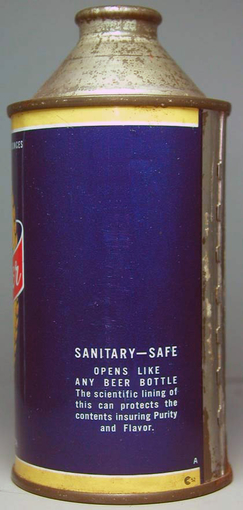 SANITARY—SAFE
OPENS LIKE
ANY BEER BOTTLE
The scientific lining of
this can protects the
contents insuring Purity
and Flavor.
A